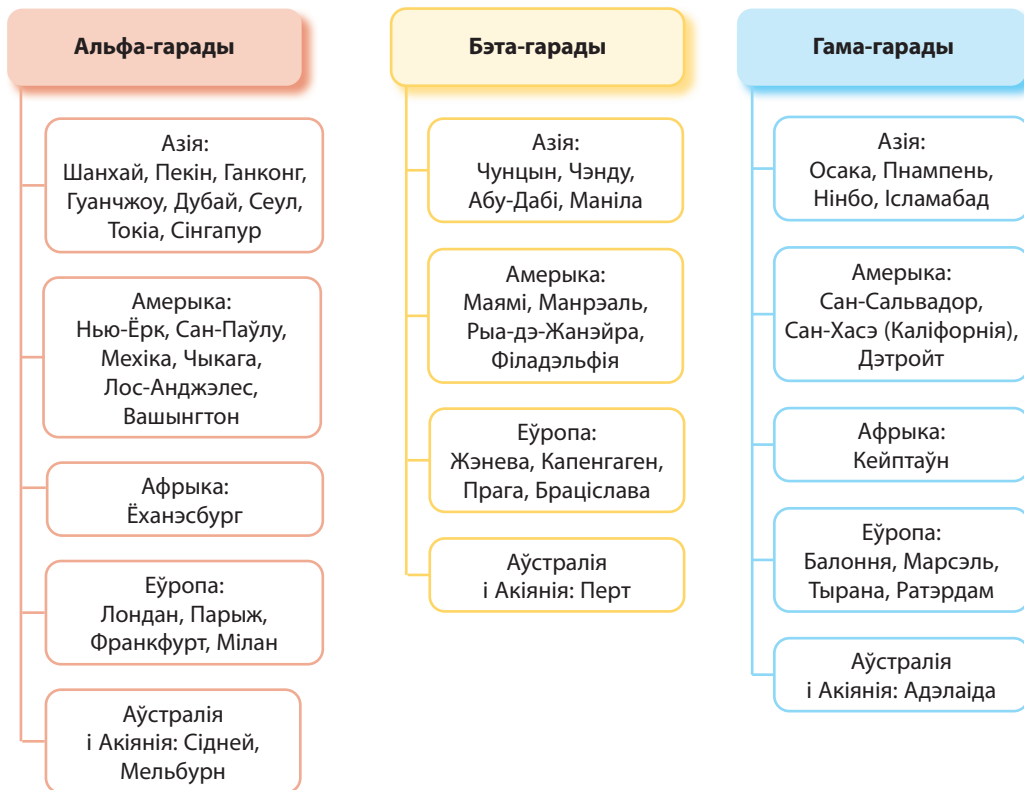 Альфа-гарады
Азія:
Шанхай, Пекін, Ганконг,
Гуанчжоу, Дубай, Сеул,
Токіа, Сінгапур
Амерыка:
Нью-Ёрк, Сан-Паўлу,
Мехіка, Чыкага,
Лос-Анджэлес,
Вашынгтон
Афрыка:
Ёханэсбург
Еўропа:
Лондан, Парыж,
Франкфурт, Мілан
Аўстралія
і Акіянія: Сідней,
Мельбурн
Бэта-гарады
Азія:
Чунцын, Чэнду,
Абу-Дабі, Маніла
Амерыка:
Маямі, Манрэаль,
Рыа-дэ-Жанэйра,
Філадэльфія
Еўропа:
Жэнева, Капенгаген,
Прага, Браціслава
Аўстралія
і Акіянія: Перт
Гама-гарады
Азія:
Осака, Пнампень,
Нінбо, Ісламабад
Амерыка:
Сан-Сальвадор,
Сан-Хасэ (Каліфорнія),
Дэтройт
Афрыка:
Кейптаўн
Еўропа:
Балоння, Марсэль,
Тырана, Ратэрдам
Аўстралія
і Акіянія: Адэлаіда